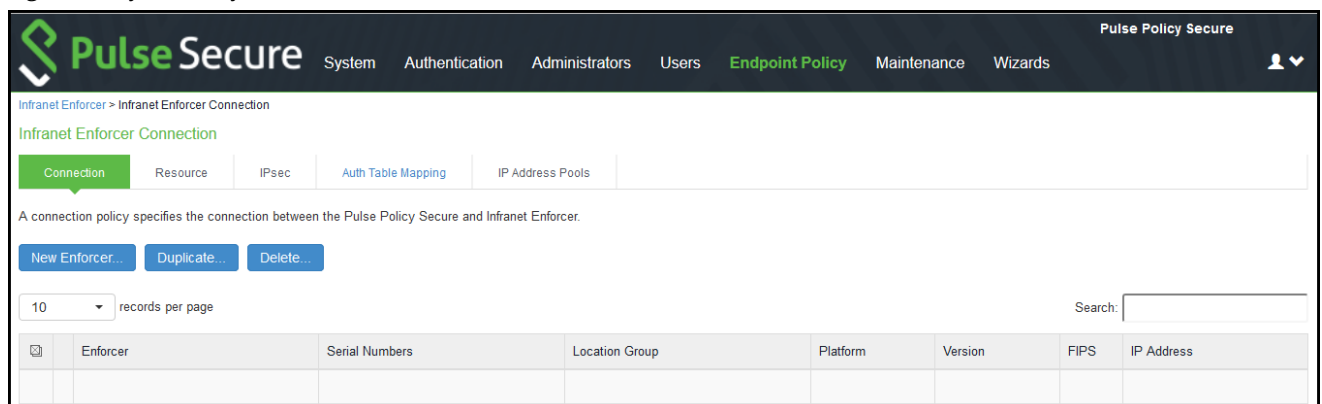 Pulse Policy Secure
Pulse Secure
System Authentication Administrators Users Endpoint Policy Maintenance Wizards
Infranet Enforcer > Infranet Enforcer Connection
Infranet Enforcer Connection
Connection Resource IPsec Auth Table Mapping IP Address Pools
A connection policy specifies the connection between the Pulse Policy Secure and Infranet Enforcer.
New Enforcer... Duplicate... Delete...
10 records per page Search:
Enforcer Serial Numbers Location Group Platform Version FIPS IP Address